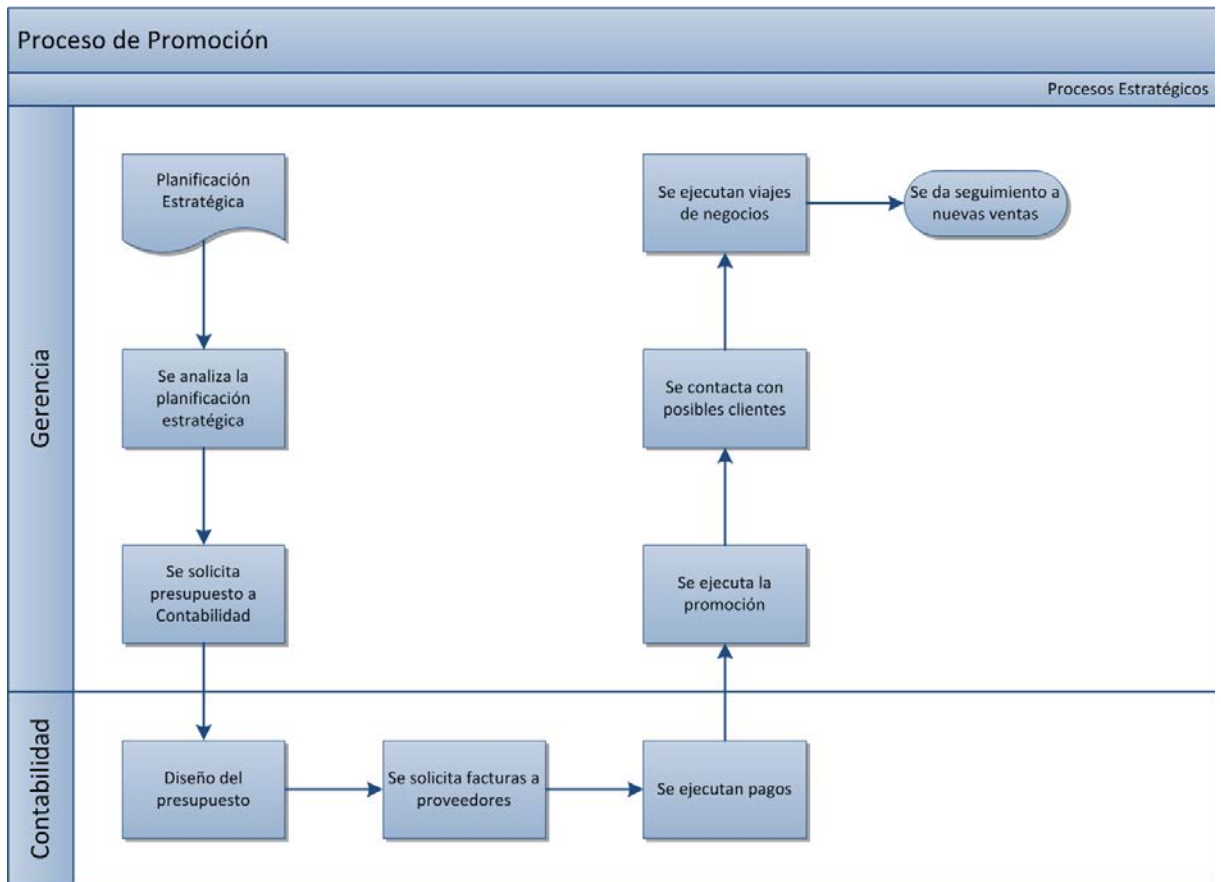 Proceso de Promoción
Procesos Estratégicos
Gerencia
Planificación
Estratégica
Se analiza la
planificación
estratégica
Se solicita
presupuesto a
Contabilidad
Contabilidad
Diseño del
presupuesto
Se solicita facturas a
proveedores
Se ejecutan pagos
Se ejecuta la
promoción
Se contacta con
posibles clientes
Se ejecutan viajes
de negocios
Se da seguimiento a
nuevas ventas